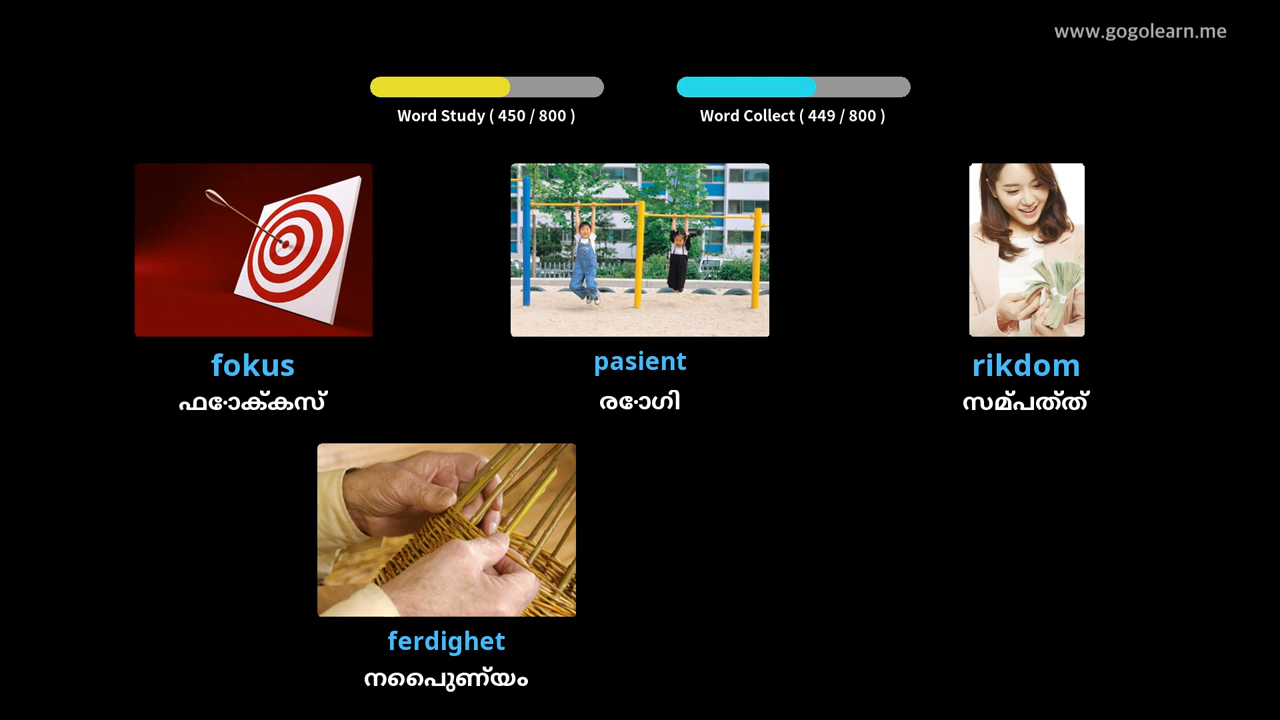 www.gogolearn.me
Word Study ( 450 / 800 )
Word Collect ( 449 / 800 )
fokus
ഫോക്കസ്
pasient
രോഗി
rikdom
സമ്പത്ത്
ferdighet
നൈപുണ്യം